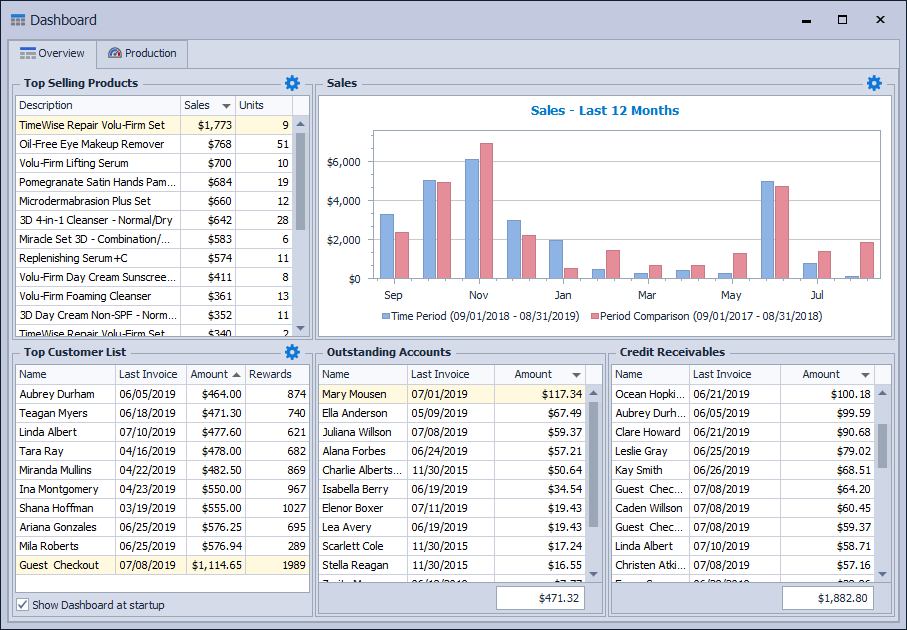 Dashboard
Overview Production
Top Selling Products
Description Sales Units
TimeWise Repair Volu-Firm Set $1,773 9
Oil-Free Eye Makeup Remover $768 51
Volu-Firm Lifting Serum $700 10
Pomegranate Satin Hands Pam... $684 19
Microdermabrasion Plus Set $660 12
3D 4-in-1 Cleanser - Normal/Dry $642 28
Miracle Set 3D - Combination/... $583 6
Replenishing Serum+C $574 11
Volu-Firm Day Cream Sunscree... $411 8
Volu-Firm Foaming Cleanser $361 13
3D Day Cream Non-SPF - Norm... $352 11
TimeWise Repair Volu-Firm Set $340 2
Sales
Sales - Last 12 Months
$6,000
$4,000
$2,000
$0
Sep Nov Jan Mar May Jul
Time Period (09/01/2018 - 08/31/2019) Period Comparison (09/01/2017 - 08/31/2018)
Top Customer List
Name Last Invoice Amount Rewards
Aubrey Durham 06/05/2019 $464.00 874
Teagan Myers 06/18/2019 $471.30 740
Linda Albert 07/10/2019 $477.60 621
Tara Ray 04/16/2019 $478.00 682
Miranda Mullins 04/22/2019 $482.50 869
Ina Montgomery 04/23/2019 $550.00 967
Shana Hoffman 03/19/2019 $555.00 1027
Ariana Gonzales 06/25/2019 $576.25 695
Mila Roberts 06/25/2019 $576.94 289
Guest Checkout 07/08/2019 $1,114.65 1989
Show Dashboard at startup
Outstanding Accounts
Name Last Invoice Amount
Mary Mousen 07/01/2019 $117.34
Ella Anderson 05/09/2019 $67.49
Juliana Willson 07/08/2019 $59.37
Alana Forbes 06/24/2019 $57.21
Charlie Alberts... 11/30/2015 $50.64
Isabella Berry 06/19/2019 $34.54
Elenor Boxer 07/11/2019 $19.43
Lea Avery 06/19/2019 $19.43
Scarlett Cole 11/30/2015 $17.24
Stella Reagan 11/30/2015 $16.55
$471.32
Credit Receivables
Name Last Invoice Amount
Ocean Hopki... 06/21/2019 $100.18
Aubrey Durh... 06/05/2019 $99.59
Clare Howard 06/21/2019 $90.68
Leslie Gray 06/25/2019 $79.02
Kay Smith 06/26/2019 $68.51
Guest Chec... 07/08/2019 $64.20
Caden Willson 07/08/2019 $60.45
Guest Chec... 07/08/2019 $59.37
Linda Albert 07/10/2019 $58.71
Christen Atki... 07/08/2019 $57.16
$1,882.80